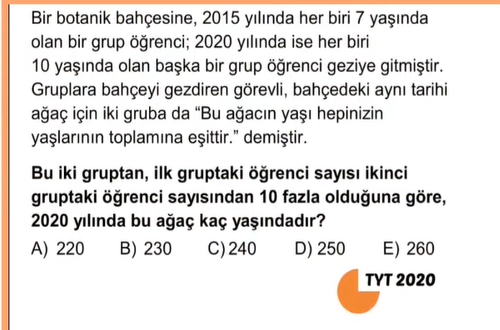 Bir botanik bahçesine, 2015 yılında her biri 7 yaşında
olan bir grup öğrenci; 2020 yılında ise her biri
10 yaşında olan başka bir grup öğrenci geziye gitmiştir.
Gruplara bahçeyi gezdiren görevli, bahçedeki aynı tarihi
ağaç için iki gruba da “Bu ağacın yaşı hepinizin
yaşlarının toplamına eşittir.” demiştir.
Bu iki gruptan, ilk gruptaki öğrenci sayısı ikinci
gruptaki öğrenci sayısından 10 fazla olduğuna göre,
2020 yılında bu ağaç kaç yaşındadır?
A) 220 B) 230 C) 240 D) 250 E) 260
TYT 2020